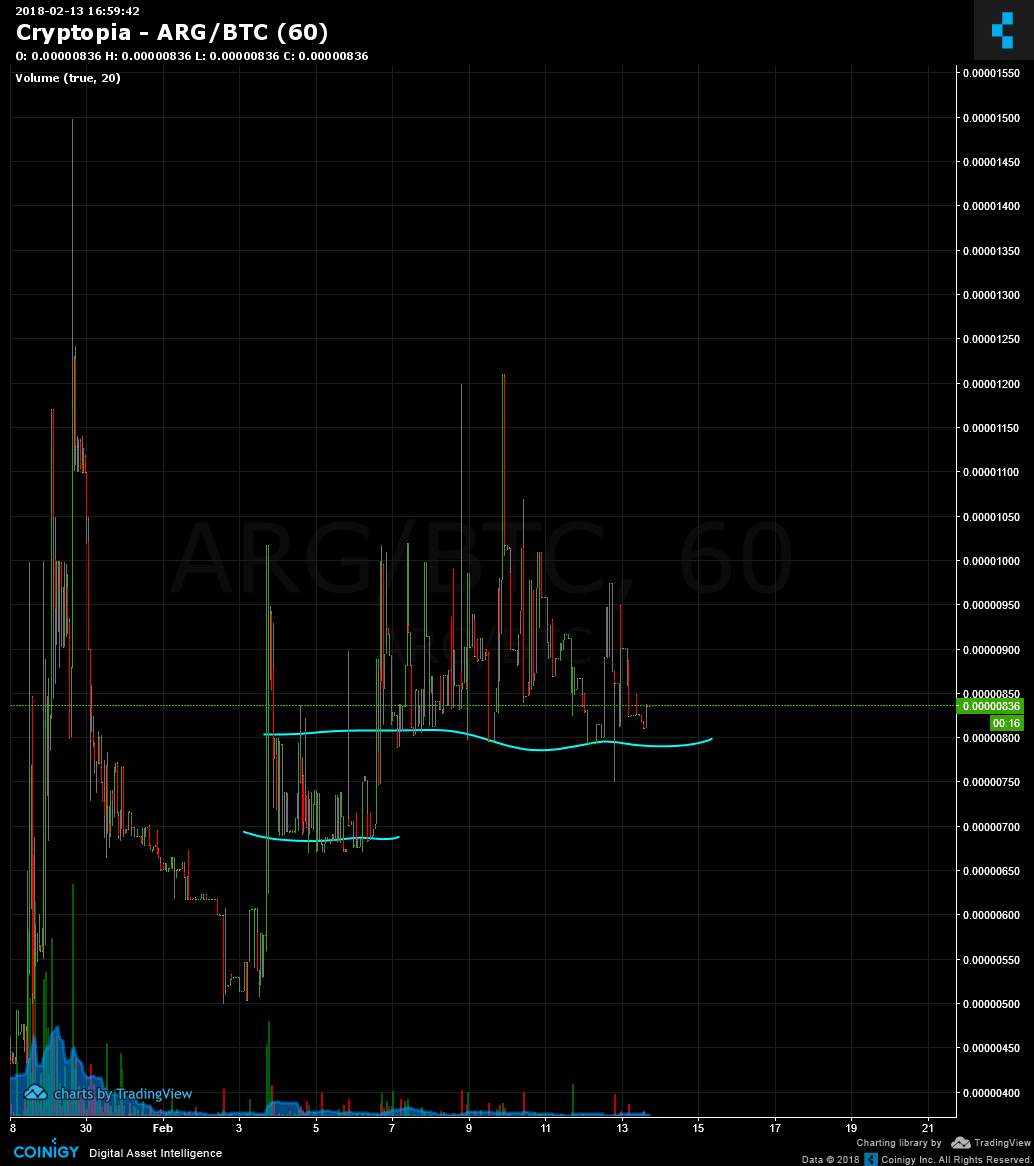 2018-02-13 16:59:42
Cryptopia - ARG/BTC (60)
O: 0.00000836 H: 0.00000836 L: 0.00000836 C: 0.00000836
Volume (true, 20)
0.00001550
0.00001500
0.00001450
0.00001400
0.00001350
0.00001300
0.00001250
0.00001200
0.00001150
0.00001100
0.00001050
ARG/BTC, 60
0.00001000
0.00000950
ARG/BTC
0.00000900
0.00000850
0.00000836
00:16
0.00000800
0.00000750
0.00000700
0.00000650
0.00000600
0.00000550
0.00000500
0.00000450
0.00000400
charts by TradingView
8 30 Feb 3 5 7 9 11 13 15 17 19 21
COINIGY Digital Asset Intelligence
Charting library by TradingView
Data © 2018 Coinigy Inc. All Rights Reserved.